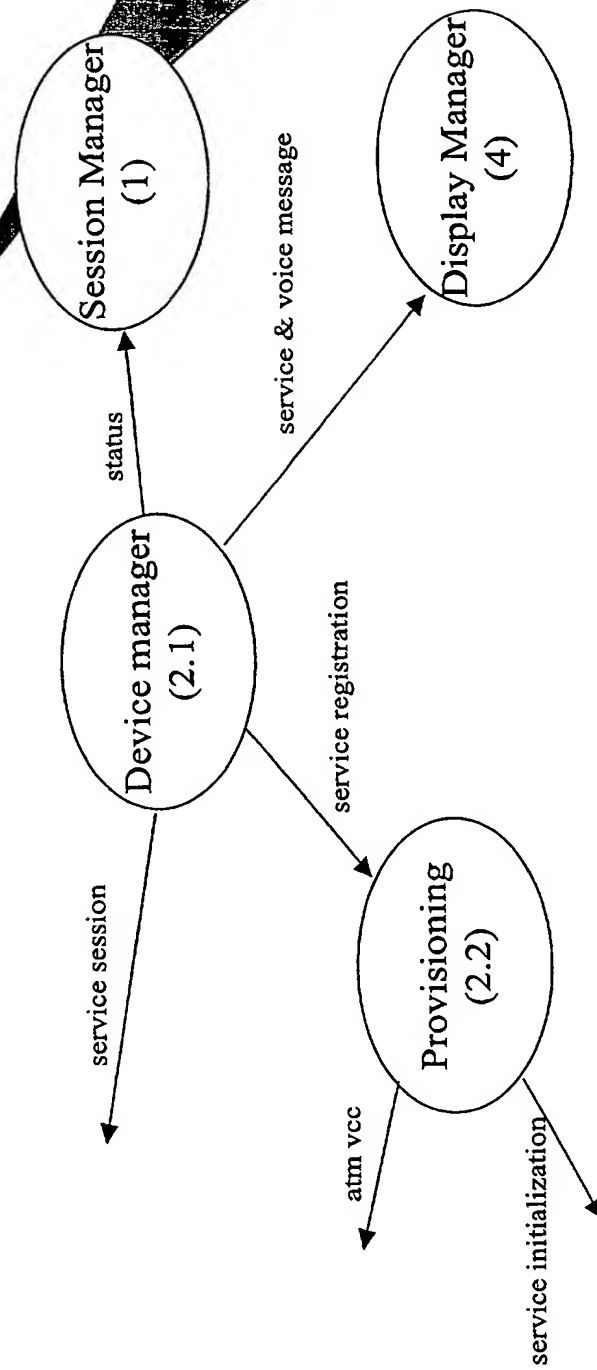 Session Manager
(1)
status
service & voice message
Display Manager
(4)
Device manager
(2.1)
service session
service registration
Provisioning
(2.2)
atm vcc
service initialization